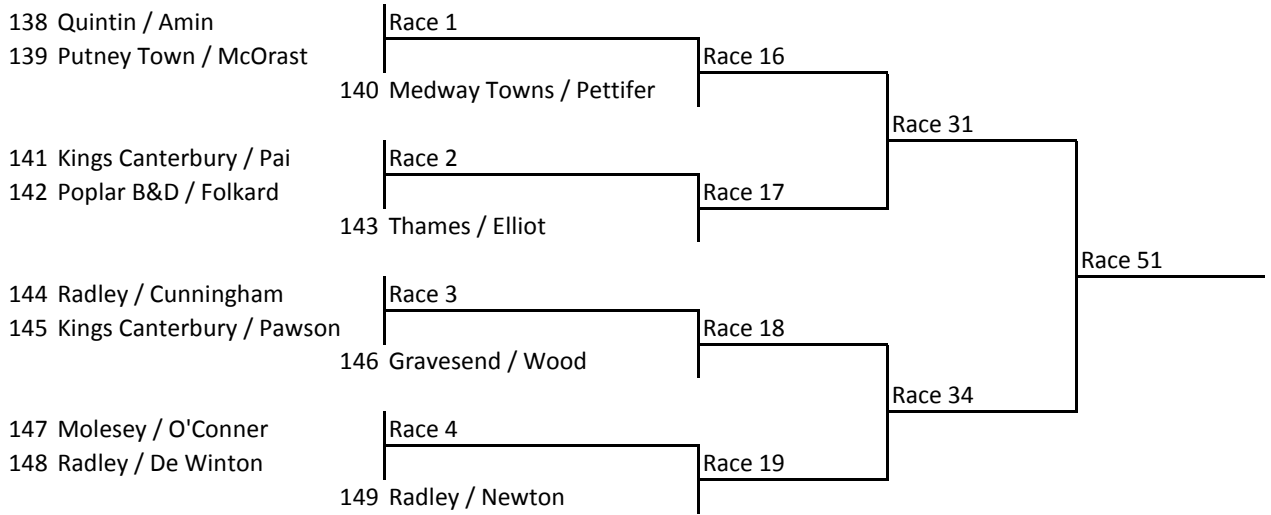 138 Quintin / Amin Race 1
139 Putney Town / McOrast Race 16
140 Medway Towns / Pettifer
Race 31
141 Kings Canterbury / Pai Race 2
142 Poplar B&D / Folkard Race 17
143 Thames / Elliot
Race 51
144 Radley / Cunningham Race 3
145 Kings Canterbury / Pawson Race 18
146 Gravesend / Wood
Race 34
147 Molesey / O'Conner Race 4
148 Radley / De Winton Race 19
149 Radley / Newton